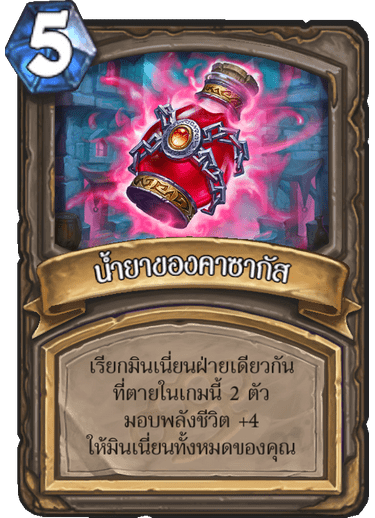 5
น้ำยาของคาซากัส
เรียกมินเนี่ยนฝ่ายเดียวกัน
ที่ตายในเกมนี้ 2 ตัว
มอบพลังชีวิต +4
ให้มินเนี่ยนทั้งหมดของคุณ